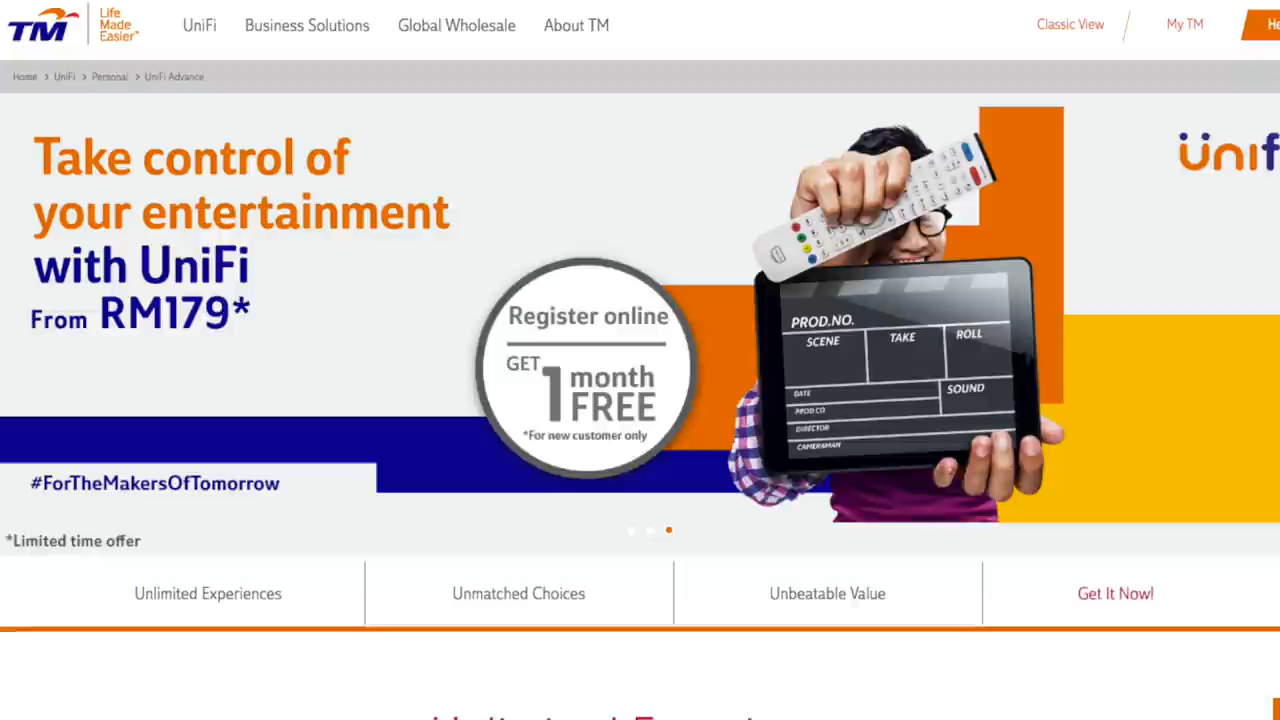 TM
Life
Made
Easier™
UniFi
Business Solutions
Global Wholesale
About TM
Classic View
My TM
Home > UniFi > Personal > UniFi Advance
Take control of
your entertainment
with UniFi
From RM179*
Register online
GET
1 month
FREE
*For new customer only
PROD.NO.
SCENE
TAKE
ROLL
DATE
SOUND
PROD.CO
DIRECTOR
CAMERAMAN
#ForTheMakersOfTomorrow
*Limited time offer
Unlimited Experiences
Unmatched Choices
Unbeatable Value
Get It Now!